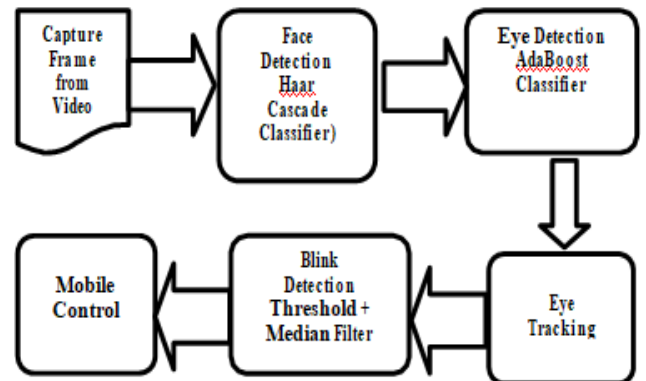 Capture
Frame
from
Video
Face
Detection
Haar
Cascade
Classifier)
Eye Detection
AdaBoost
Classifier
Eye
Tracking
Blink
Detection
Threshold +
Median Filter
Mobile
Control